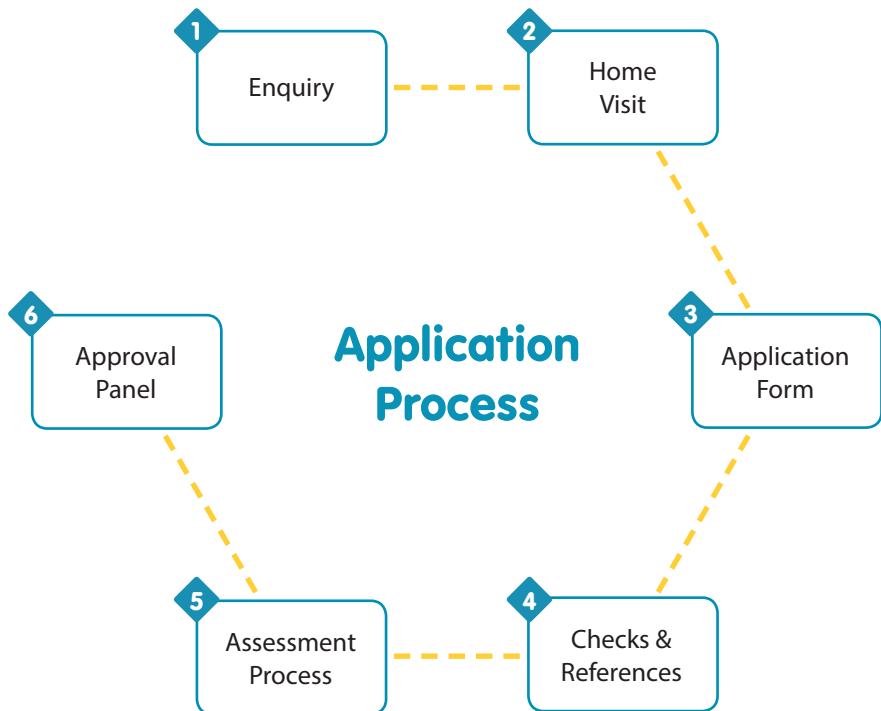 1
Enquiry
2
Home
Visit
3
Application
Form
4
Checks &
References
5
Assessment
Process
6
Approval
Panel
Application
Process